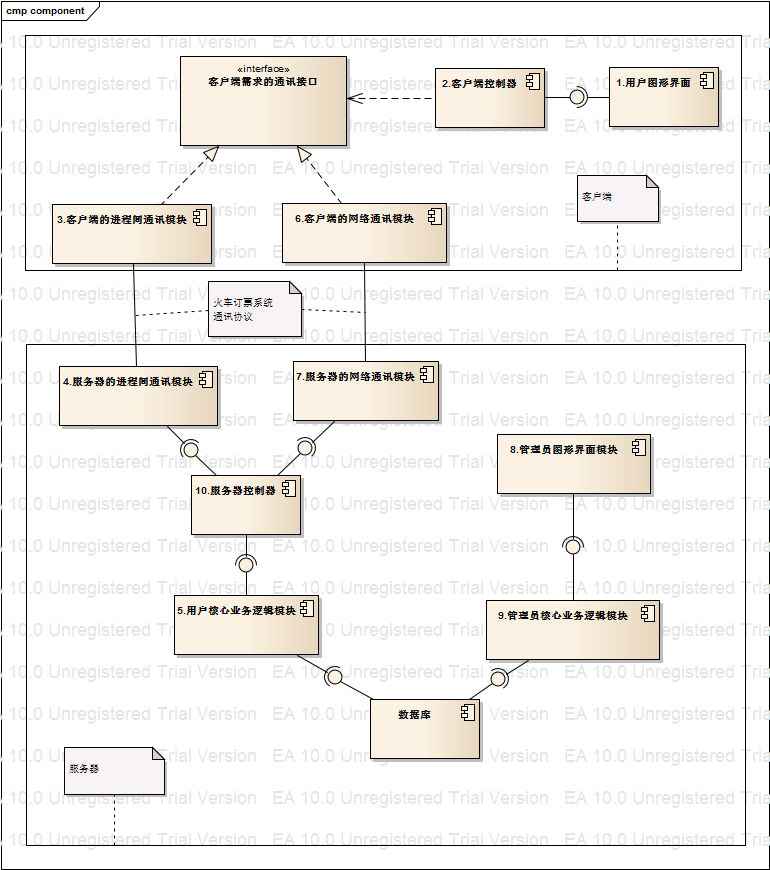 cmp component
«interface»
客户端需求的通讯接口
2.客户端控制器
1.用户图形界面
客户端
3.客户端的进程间通讯模块
6.客户端的网络通讯模块
火车订票系统
通讯协议
4.服务器的进程间通讯模块
7.服务器的网络通讯模块
8.管理员图形界面模块
10.服务器控制器
5.用户核心业务逻辑模块
9.管理员核心业务逻辑模块
数据库
服务器
EA 10.0 Unregistered Trial Version